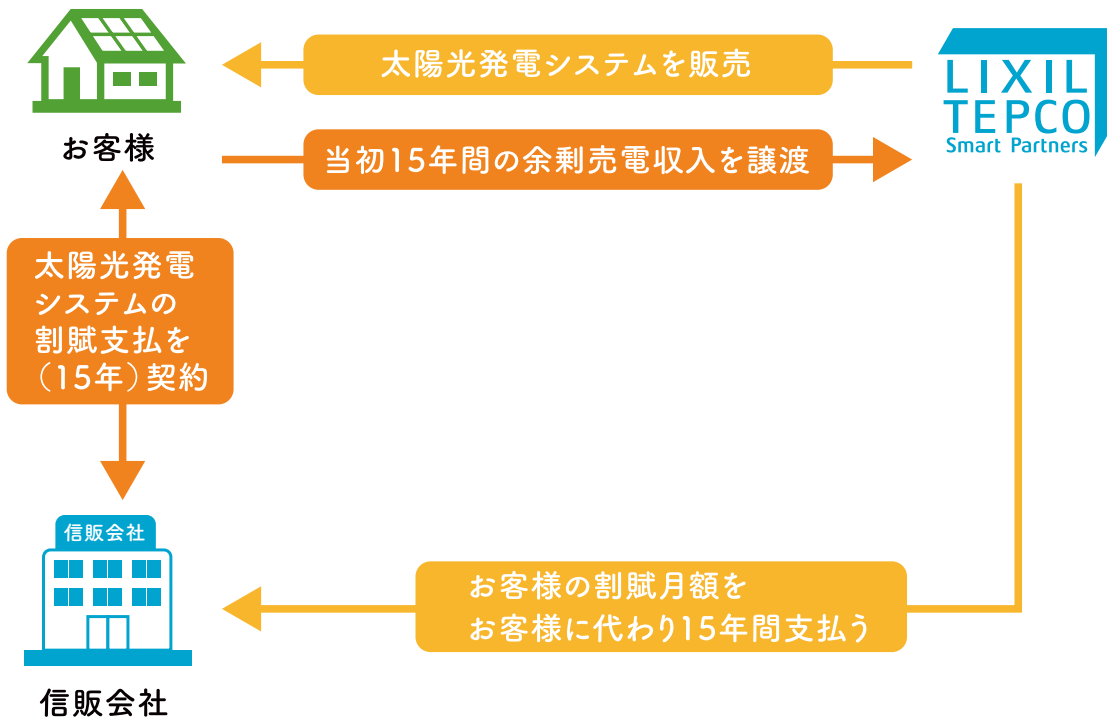 太陽光発電システムを販売
LIXIL
TEPCO
Smart Partners
お客様
当初15年間の余剰売電収入を譲渡
太陽光発電
システムの
割賦支払を
（15年）契約
信販会社
お客様の割賦月額を
お客様に代わり15年間支払う
信販会社